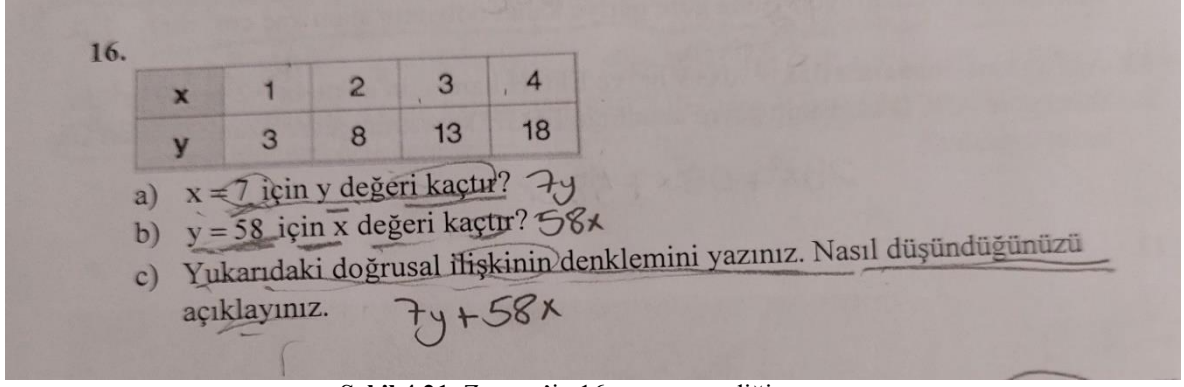 16.
x 1 2 3 4
y 3 8 13 18
a) x = 7 için y değeri kaçtır? 7y
b) y = 58 için x değeri kaçtır? 58x
c) Yukarıdaki doğrusal ilişkinin denklemini yazınız. Nasıl düşündüğünüzü
açıklayınız. 7y+58x